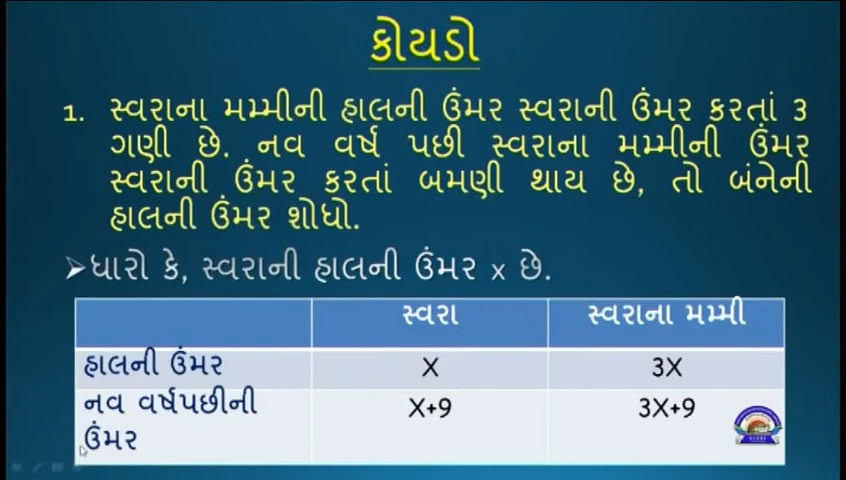 કોયડો
1. સ્વરાના મમ્મીની હાલની ઉંમર સ્વરાની ઉંમર કરતાં 3
ગણી છે. નવ વર્ષ પછી સ્વરાના મમ્મીની ઉંમર
સ્વરાની ઉંમર કરતાં બમણી થાય છે, તો બંનેની
હાલની ઉંમર શોધો.
➢ધારો કે, સ્વરાની હાલની ઉંમર x છે.
સ્વરા સ્વરાના મમ્મી
હાલની ઉંમર X 3X
નવ વર્ષપછીની X+9 3X+9
ઉંમર